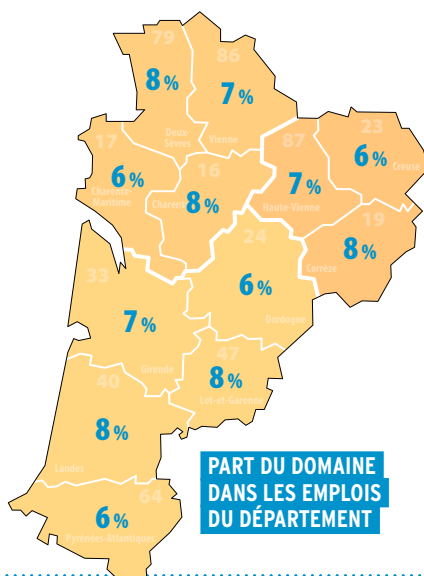 79
8 %
Deux-
Sèvres
86
7 %
Vienne
17
6 %
Charente
Maritime
16
8 %
Charen
87
7 %
Haute-Vienne
23
6 %
Creuse
19
8 %
Corrèze
24
6 %
Dordogne
33
7 %
Gironde
47
8 %
Lot-et-Garonne
40
8 %
Landes
64
6 %
Pyrénées-Atlantiques
PART DU DOMAINE
DANS LES EMPLOIS
DU DÉPARTEMENT